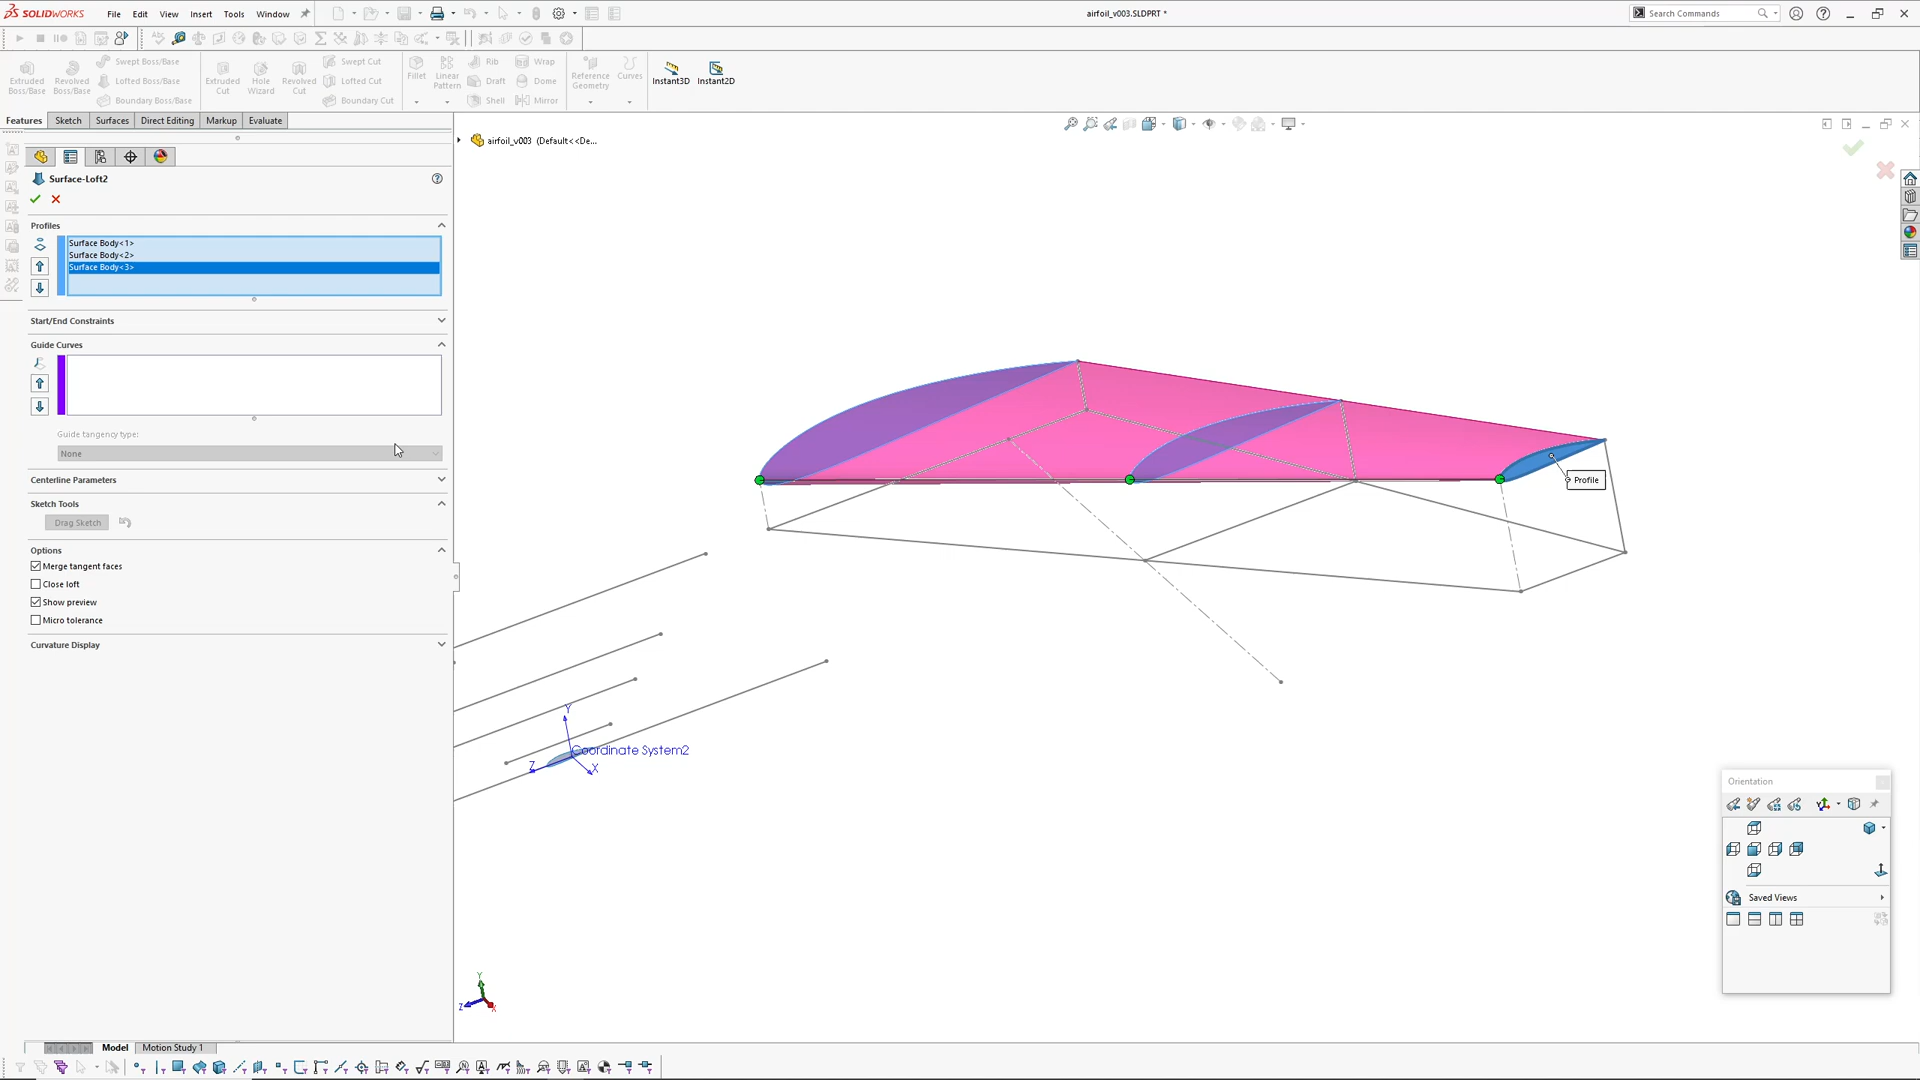 SOLIDWORKS
File Edit View Insert Tools Window
airfoil_v003.SLDPRT *
Search Commands
Extruded Boss/Base
Revolved Boss/Base
Swept Boss/Base
Lofted Boss/Base
Boundary Boss/Base
Extruded Cut
Hole Wizard
Revolved Cut
Swept Cut
Lofted Cut
Boundary Cut
Fillet
Linear Pattern
Rib
Draft
Shell
Wrap
Dome
Mirror
Reference Geometry
Curves
Instant3D
Instant2D
Features Sketch Surfaces Direct Editing Markup Evaluate
airfoil_v003 (Default<<De...
Surface-Loft2
Profiles
Surface Body<1>
Surface Body<2>
Surface Body<3>
Start/End Constraints
Guide Curves
Guide tangency type:
None
Centerline Parameters
Sketch Tools
Drag Sketch
Options
Merge tangent faces
Close loft
Show preview
Micro tolerance
Curvature Display
Profile
Y
Coordinate System2
Z
X
Orientation
Saved Views
Y
Z
X
Model Motion Study 1